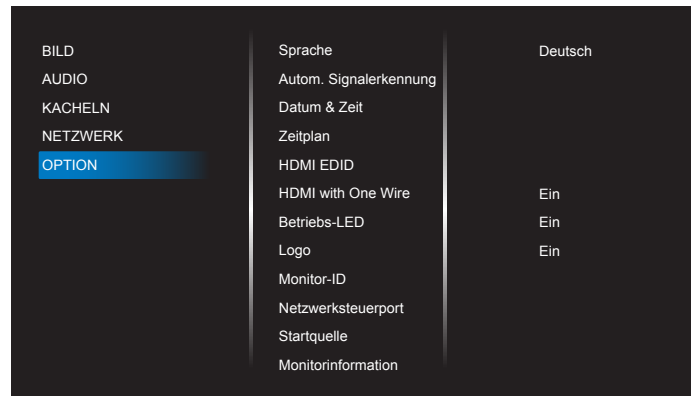 BILD
AUDIO
KACHELN
NETZWERK
OPTION
Sprache Deutsch
Autom. Signalerkennung
Datum & Zeit
Zeitplan
HDMI EDID
HDMI with One Wire Ein
Betriebs-LED Ein
Logo Ein
Monitor-ID
Netzwerksteuerport
Startquelle
Monitorinformation